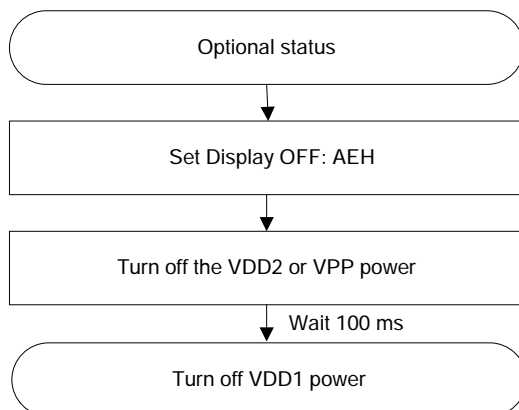 Optional status
Set Display OFF: AEH
Turn off the VDD2 or VPP power
Wait 100 ms
Turn off VDD1 power